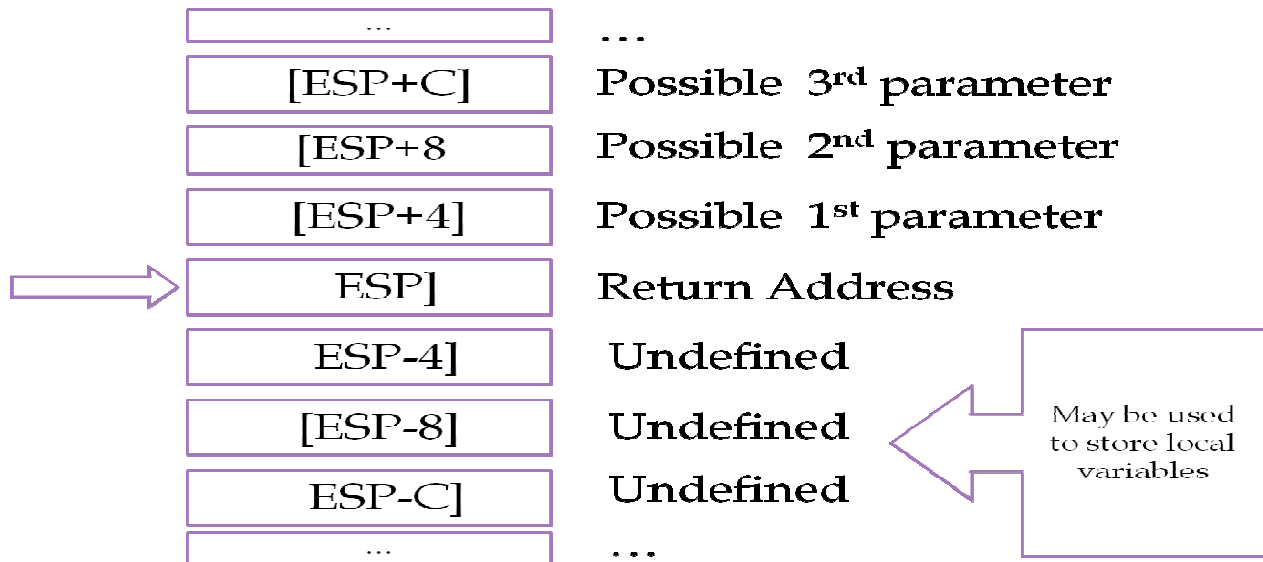 ... ...
[ESP+C] Possible 3rd parameter
[ESP+8 Possible 2nd parameter
[ESP+4] Possible 1st parameter
ESP] Return Address
ESP-4] Undefined
[ESP-8] Undefined
ESP-C] Undefined
... ...
May be used
to store local
variables